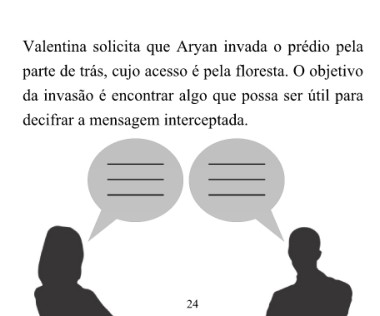 Valentina solicita que Aryan invada o prédio pela
parte de trás, cujo acesso é pela floresta. O objetivo
da invasão é encontrar algo que possa ser útil para
decifrar a mensagem interceptada.
24